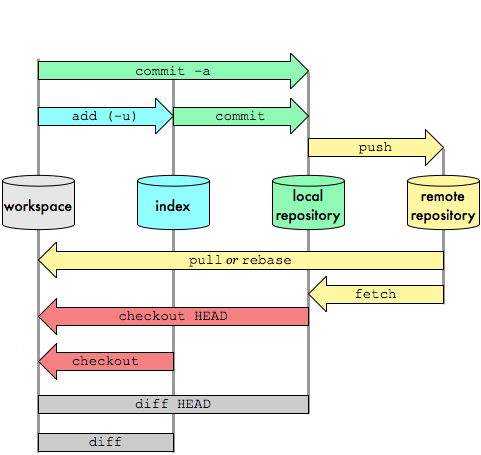 commit -a
add (-u)
commit
push
workspace
index
local
repository
remote
repository
pull or rebase
fetch
checkout HEAD
checkout
diff HEAD
diff